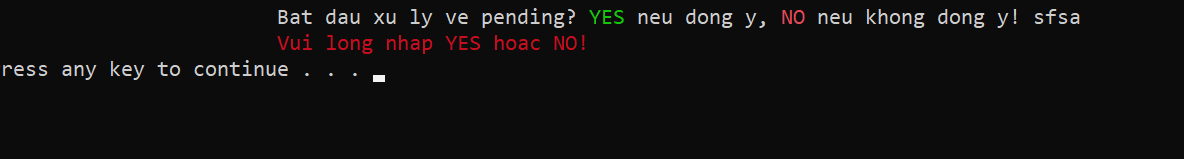 Bat dau xu ly ve pending? YES neu dong y, NO neu khong dong y! sfsa
Vui long nhap YES hoac NO!
ress any key to continue . . .